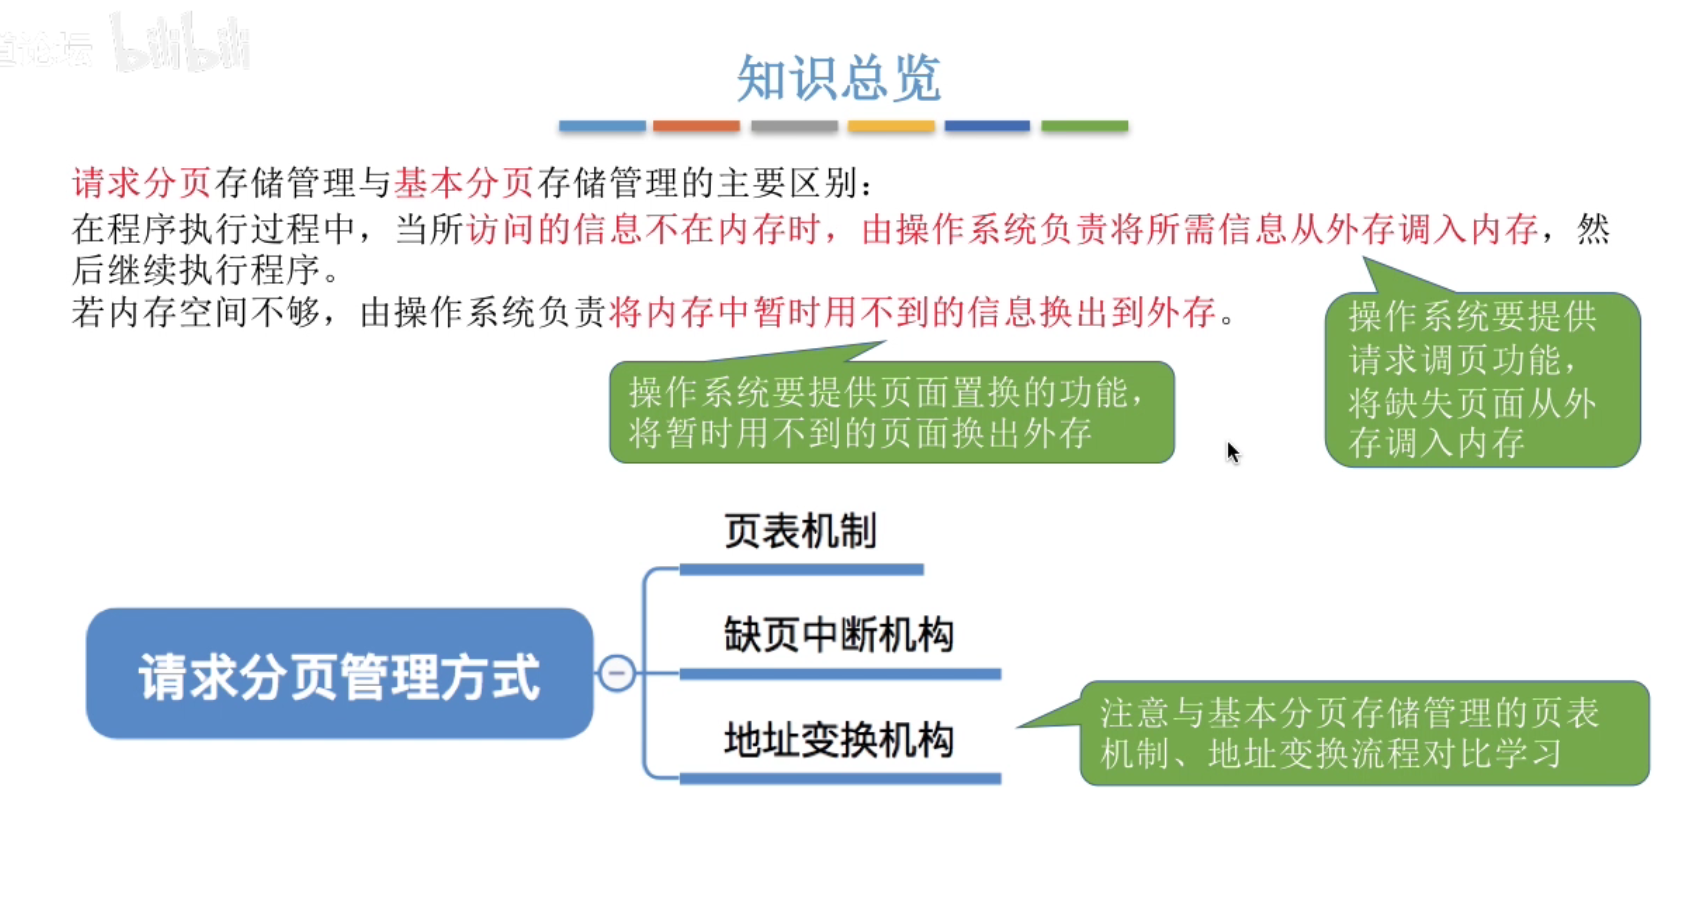 道论坛 bilibili
知识总览
请求分页存储管理与基本分页存储管理的主要区别：
在程序执行过程中，当所访问的信息不在内存时，由操作系统负责将所需信息从外存调入内存，然
后继续执行程序。
若内存空间不够，由操作系统负责将内存中暂时用不到的信息换出到外存。
操作系统要提供
请求调页功能，
将缺失页面从外
存调入内存
操作系统要提供页面置换的功能，
将暂时用不到的页面换出外存
页表机制
缺页中断机构
请求分页管理方式
地址变换机构
注意与基本分页存储管理的页表
机制、地址变换流程对比学习